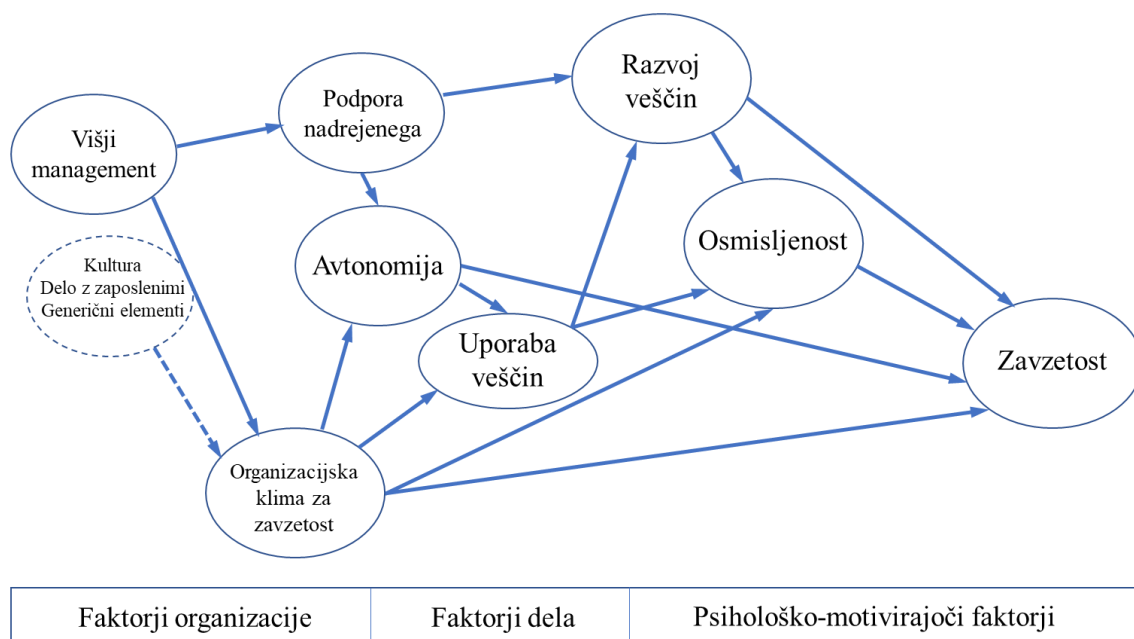 Razvoj
veščin
Podpora
nadrejenega
Višji
management
Osmisljenost
Avtonomija
Kultura
Delo z zaposlenimi
Generični elementi
Uporaba
veščin
Zavzetost
Organizacijska
klima za
zavzetost
Faktorji organizacije
Faktorji dela
Psihološko-motivirajoči faktorji